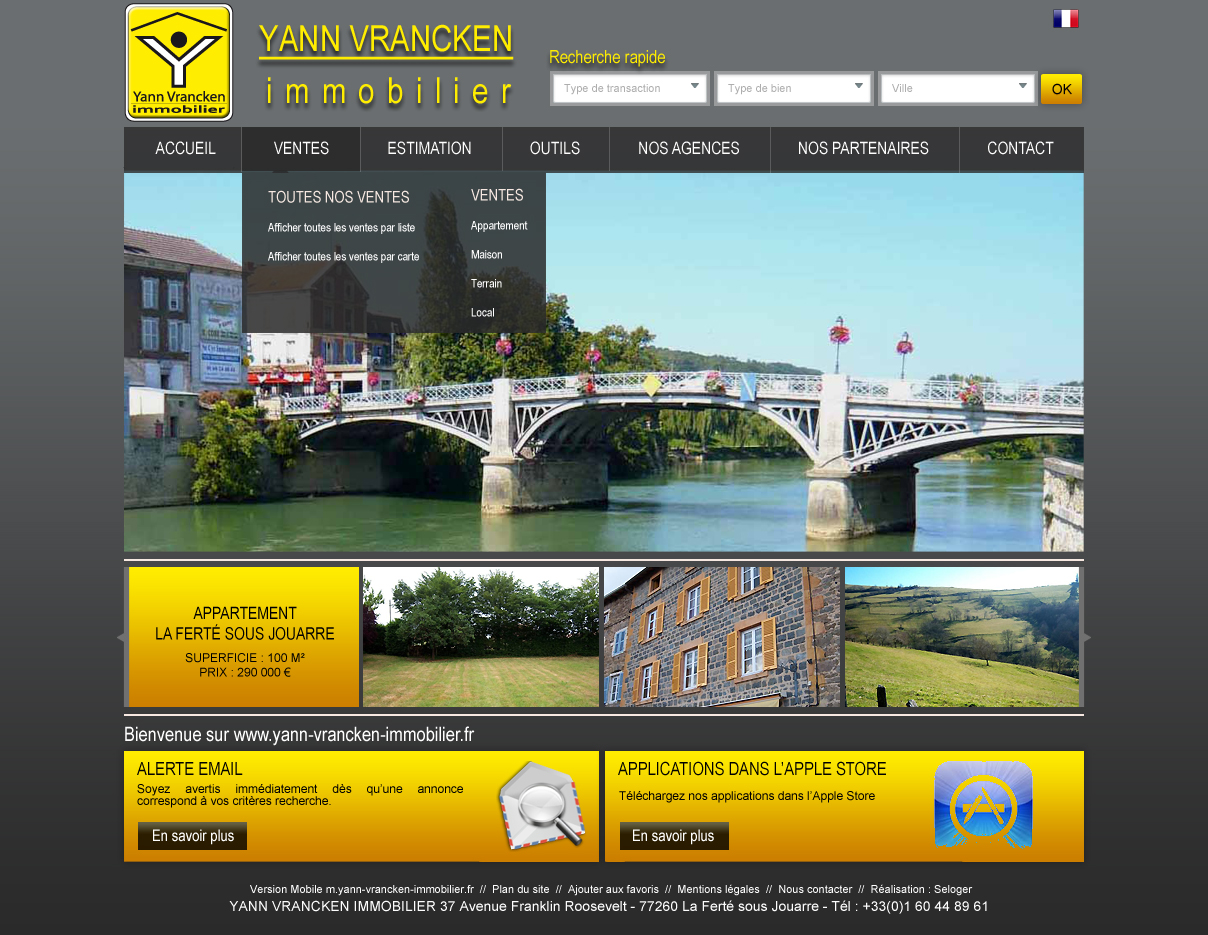 Yann Vrancken
immobilier
YANN VRANCKEN
immobilier
Recherche rapide
Type de transaction
Type de bien
Ville
OK
ACCUEIL
VENTES
ESTIMATION
OUTILS
NOS AGENCES
NOS PARTENAIRES
CONTACT
TOUTES NOS VENTES
Afficher toutes les ventes par liste
Afficher toutes les ventes par carte
VENTES
Appartement
Maison
Terrain
Local
APPARTEMENT
LA FERTÉ SOUS JOUARRE
SUPERFICIE : 100 M²
PRIX : 290 000 €
Bienvenue sur www.yann-vrancken-immobilier.fr
ALERTE EMAIL
Soyez avertis immédiatement dès qu'une annonce
correspond à vos critères recherche.
En savoir plus
APPLICATIONS DANS L'APPLE STORE
Téléchargez nos applications dans l'Apple Store
En savoir plus
Version Mobile m.yann-vrancken-immobilier.fr // Plan du site // Ajouter aux favoris // Mentions légales // Nous contacter // Réalisation : Seloger
YANN VRANCKEN IMMOBILIER 37 Avenue Franklin Roosevelt - 77260 La Ferté sous Jouarre - Tél : +33(0)1 60 44 89 61